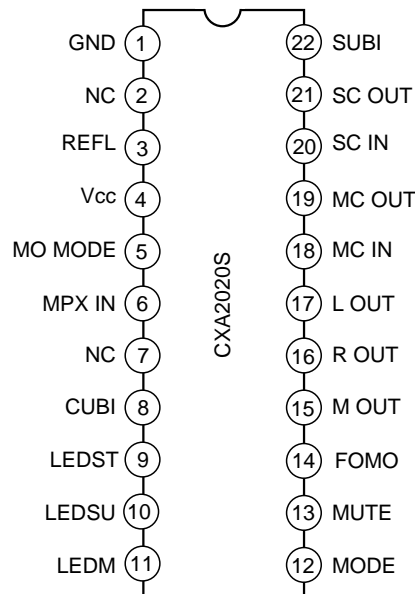 GND 1 22 SUBI
NC 2 21 SC OUT
REFL 3 20 SC IN
Vcc 4 19 MC OUT
MO MODE 5 18 MC IN
MPX IN 6 17 L OUT
NC 7 16 R OUT
CUBI 8 15 M OUT
LEDST 9 14 FOMO
LEDSU 10 13 MUTE
LEDM 11 12 MODE
CXA2020S